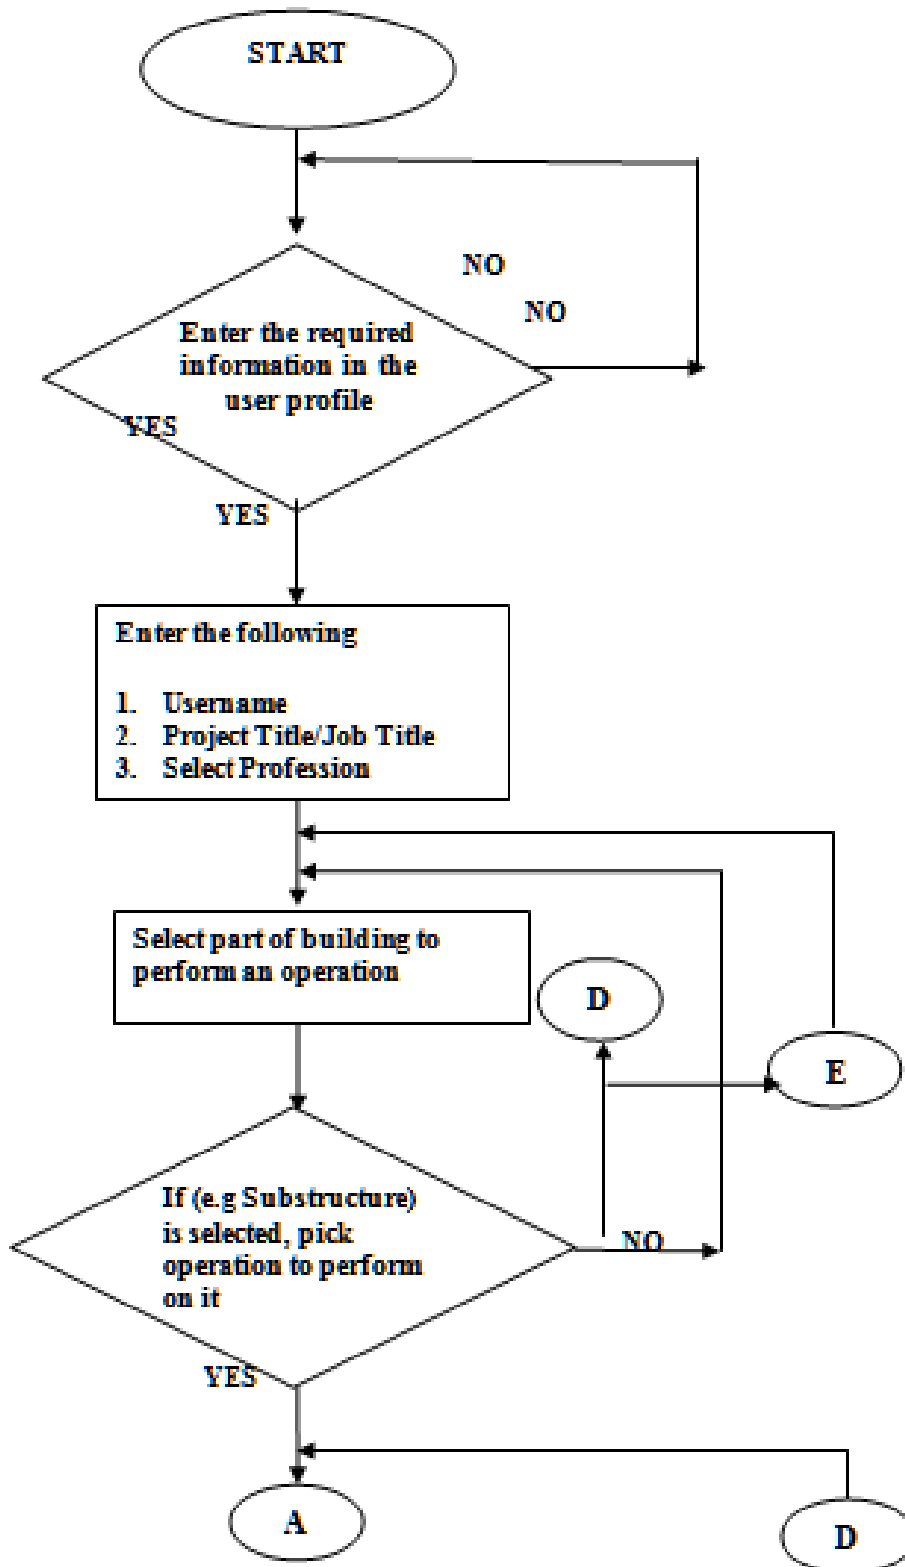 START
NO
NO
Enter the required
information in the
user profile
YES
YES
Enter the following
1. Username
2. Project Title/Job Title
3. Select Profession
Select part of building to
perform an operation
D
E
If (e.g Substructure)
is selected, pick
operation to perform
on it
NO
YES
A
D